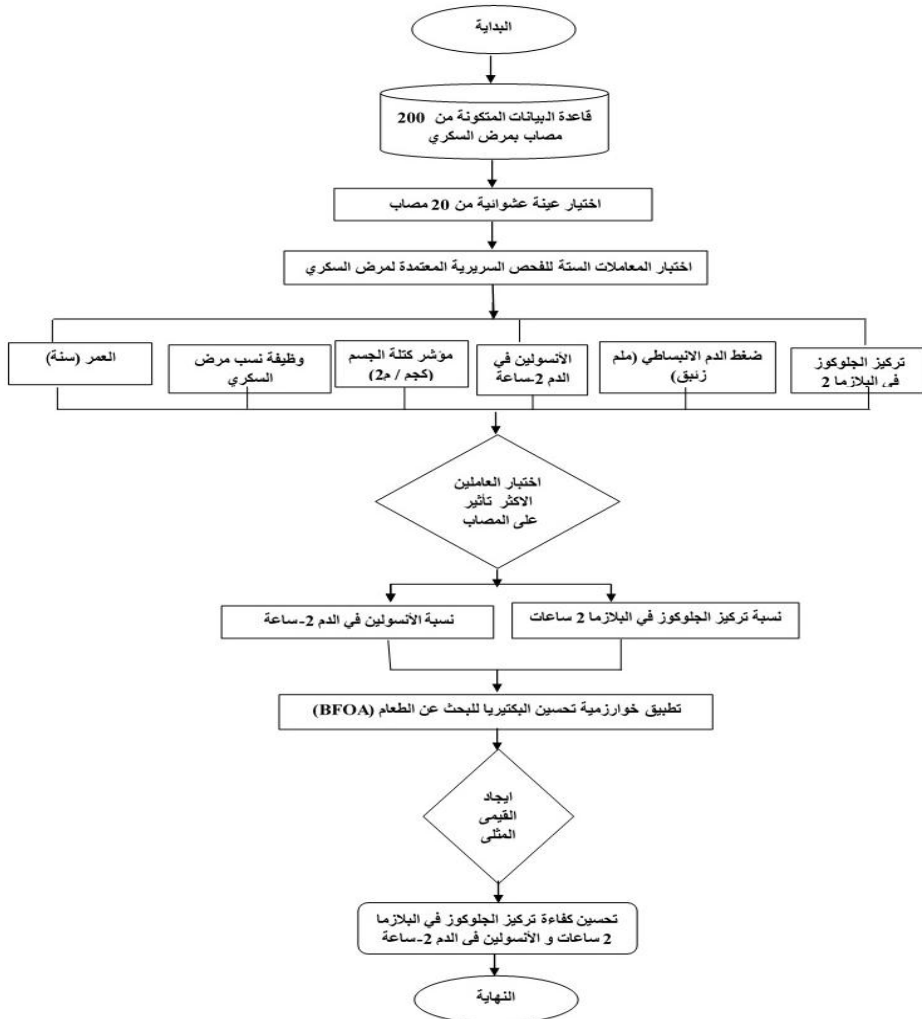 البداية
قاعدة البيانات المتكونة من 200
مصاب بمرض السكري
اختيار عينة عشوائية من 20 مصاب
اختبار المعاملات الستة للفحص السريرية المعتمدة لمرض السكري
تركيز الجلوكوز
في البلازما 2
ضغط الدم الانبساطي (ملم
زئبق)
الأنسولين في
الدم 2-ساعة
مؤشر كتلة الجسم
(كجم / م2)
وظيفة نسب مرض
السكري
العمر (سنة)
اختبار العاملين
الاكثر تأثير
على المصاب
نسبة تركيز الجلوكوز في البلازما 2 ساعات
نسبة الأنسولين في الدم 2-ساعة
تطبيق خوارزمية تحسين البكتيريا للبحث عن الطعام (BFOA)
ايجاد
القيمى
المثلى
تحسين كفاءة تركيز الجلوكوز في البلازما
2 ساعات و الأنسولين في الدم 2-ساعة
النهاية